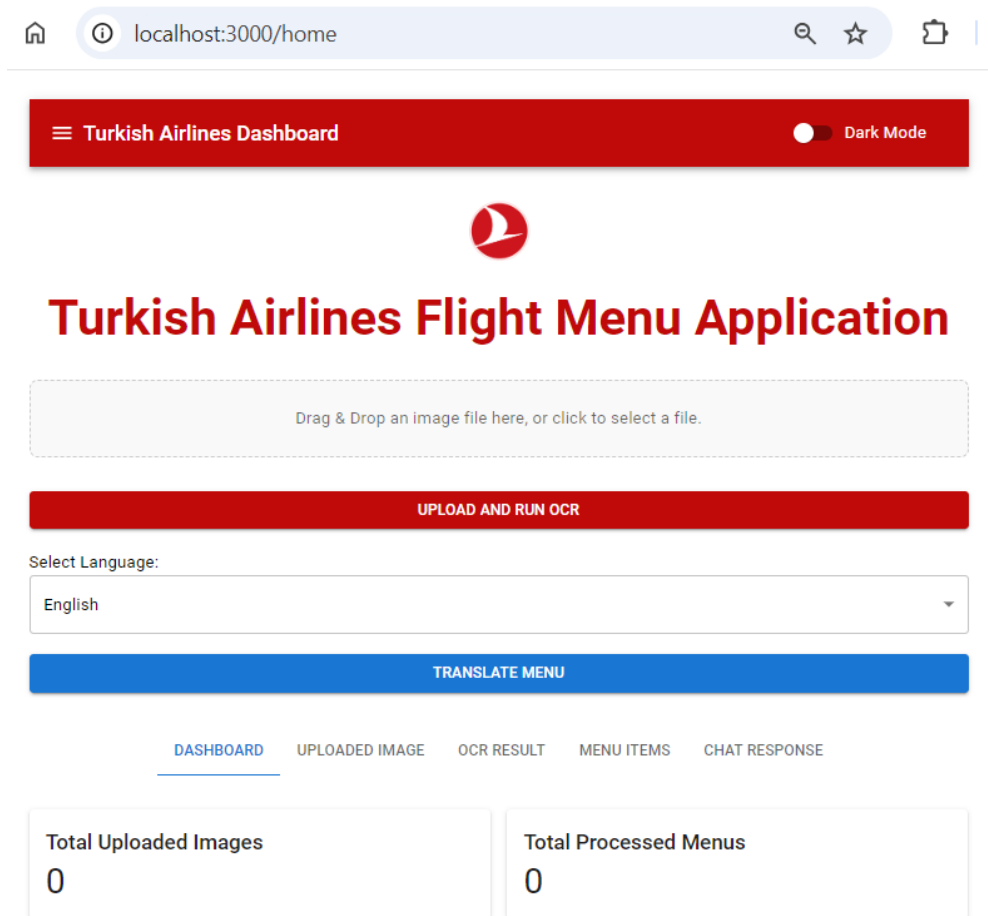 localhost:3000/home
Turkish Airlines Dashboard
Dark Mode
Turkish Airlines Flight Menu Application
Drag & Drop an image file here, or click to select a file.
UPLOAD AND RUN OCR
Select Language:
English
TRANSLATE MENU
DASHBOARD UPLOADED IMAGE OCR RESULT MENU ITEMS CHAT RESPONSE
Total Uploaded Images
0
Total Processed Menus
0